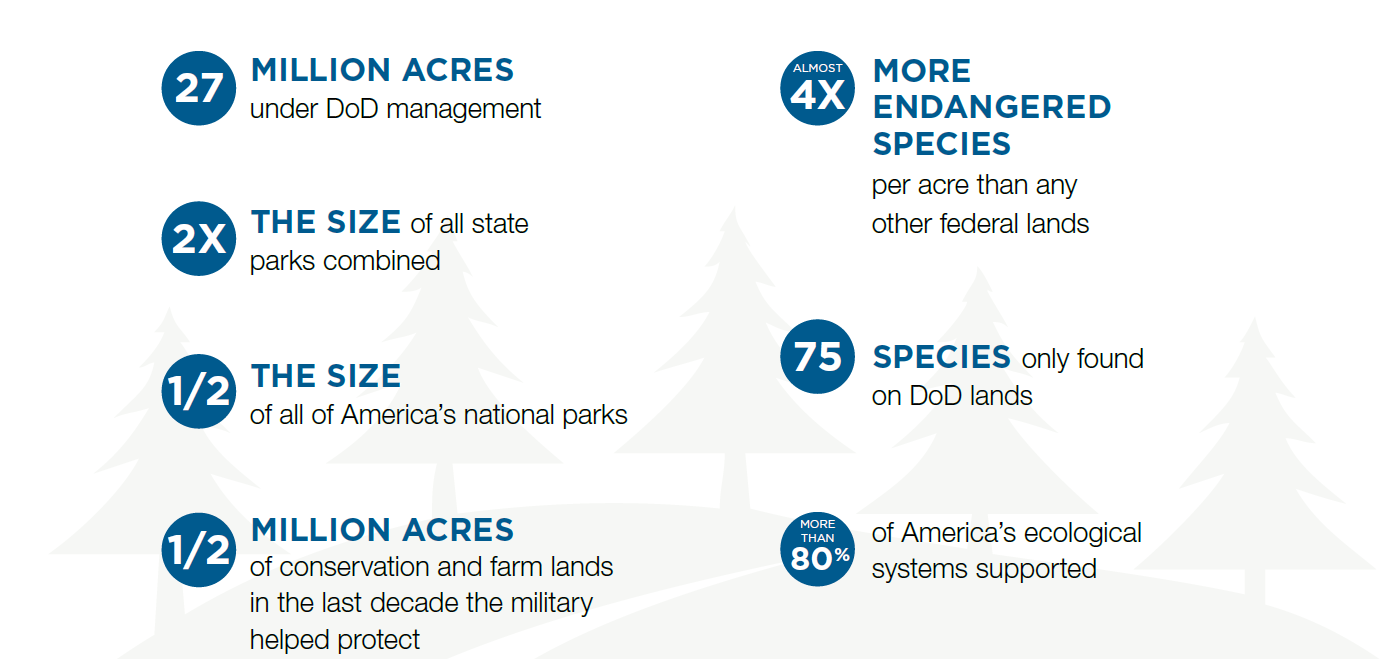 27 MILLION ACRES
under DoD management
2X THE SIZE of all state
parks combined
1/2 THE SIZE
of all of America's national parks
1/2 MILLION ACRES
of conservation and farm lands
in the last decade the military
helped protect
ALMOST
4X MORE
ENDANGERED
SPECIES
per acre than any
other federal lands
75 SPECIES only found
on DoD lands
MORE
THAN
80%
of America's ecological
systems supported